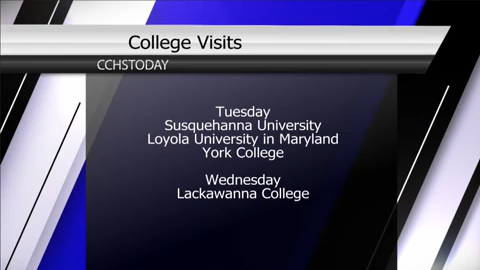 College Visits
CCHSTODAY
Tuesday
Susquehanna University
Loyola University in Maryland
York College
Wednesday
Lackawanna College